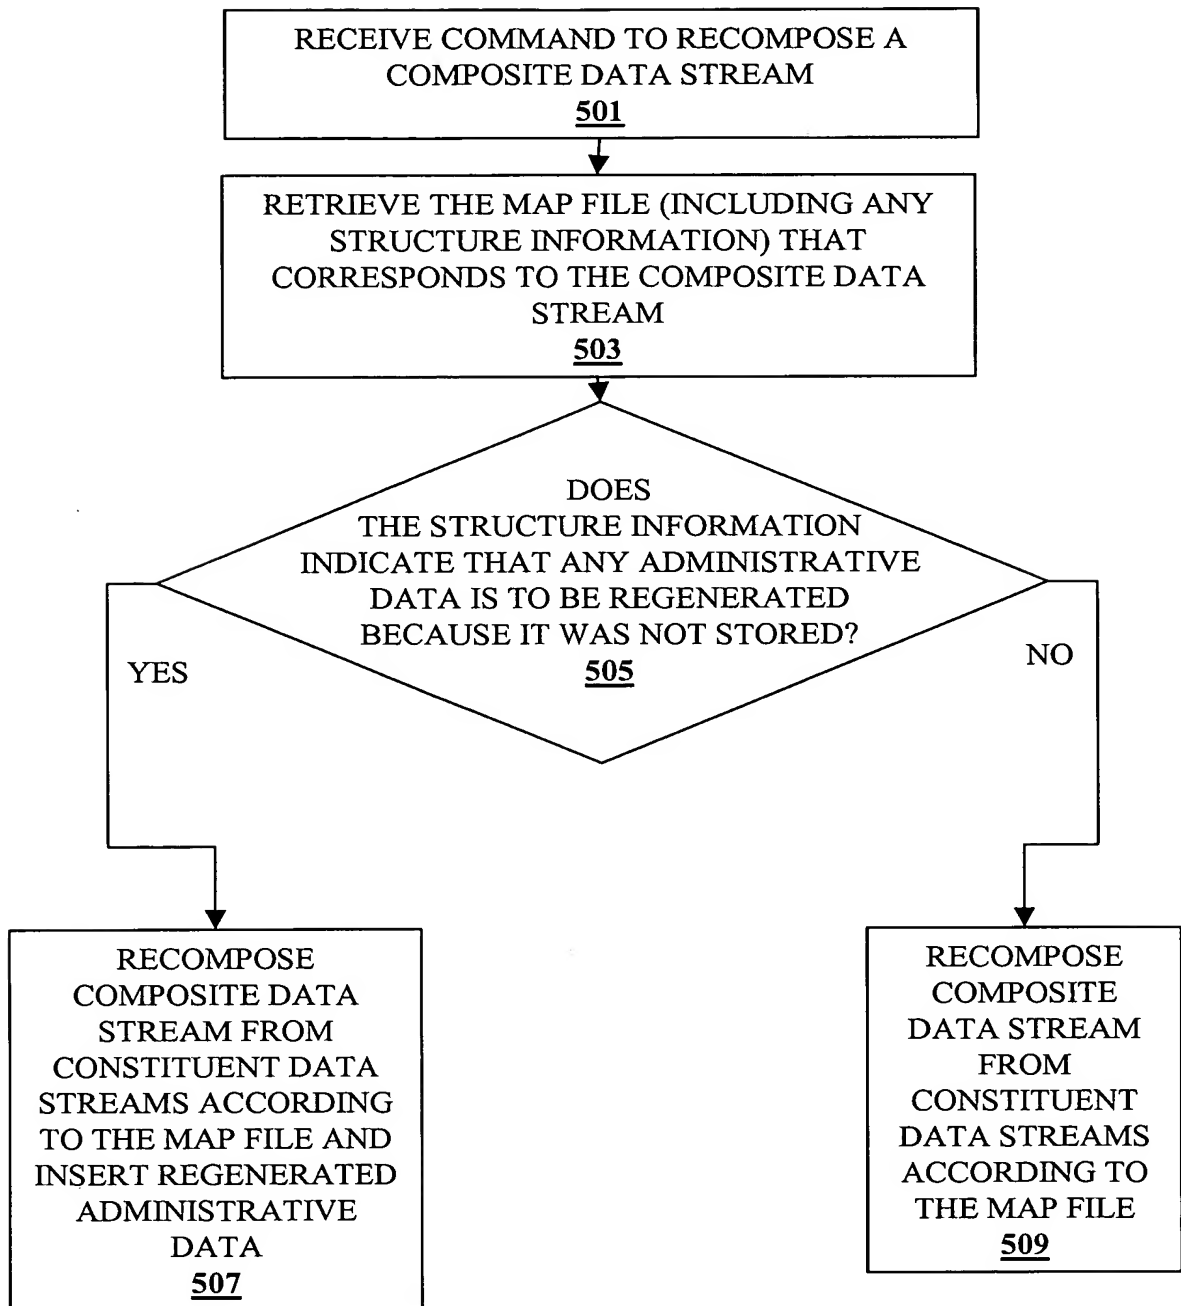 RECEIVE COMMAND TO RECOMPOSE A
COMPOSITE DATA STREAM
501
RETRIEVE THE MAP FILE (INCLUDING ANY
STRUCTURE INFORMATION) THAT
CORRESPONDS TO THE COMPOSITE DATA
STREAM
503
DOES
THE STRUCTURE INFORMATION
INDICATE THAT ANY ADMINISTRATIVE
DATA IS TO BE REGENERATED
BECAUSE IT WAS NOT STORED?
505
YES
NO
RECOMPOSE
COMPOSITE DATA
STREAM FROM
CONSTITUENT DATA
STREAMS ACCORDING
TO THE MAP FILE AND
INSERT REGENERATED
ADMINISTRATIVE
DATA
507
RECOMPOSE
COMPOSITE
DATA STREAM
FROM
CONSTITUENT
DATA STREAMS
ACCORDING TO
THE MAP FILE
509